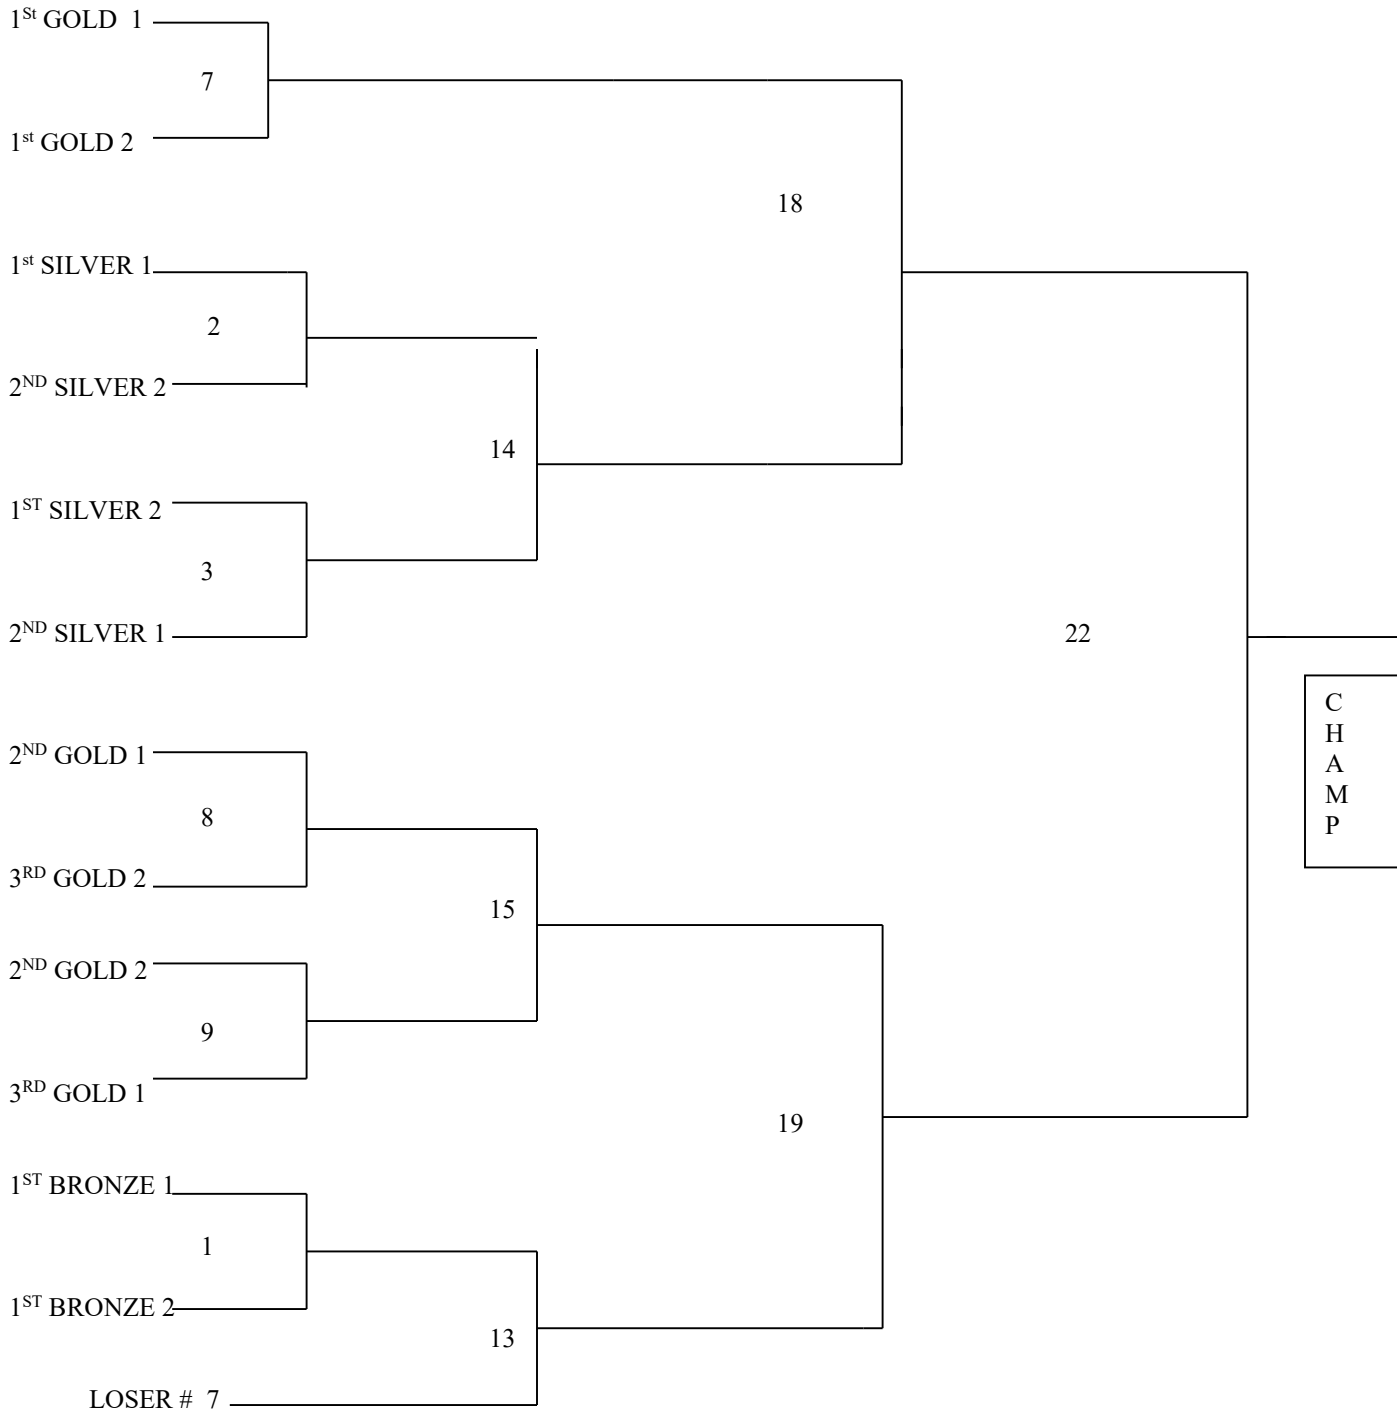 1St GOLD 1
7
1st GOLD 2
18
1st SILVER 1
2
2ND SILVER 2
14
1ST SILVER 2
3
2ND SILVER 1
22
C
H
A
M
P
2ND GOLD 1
8
3RD GOLD 2
15
2ND GOLD 2
9
3RD GOLD 1
19
1ST BRONZE 1
1
1ST BRONZE 2
13
LOSER # 7